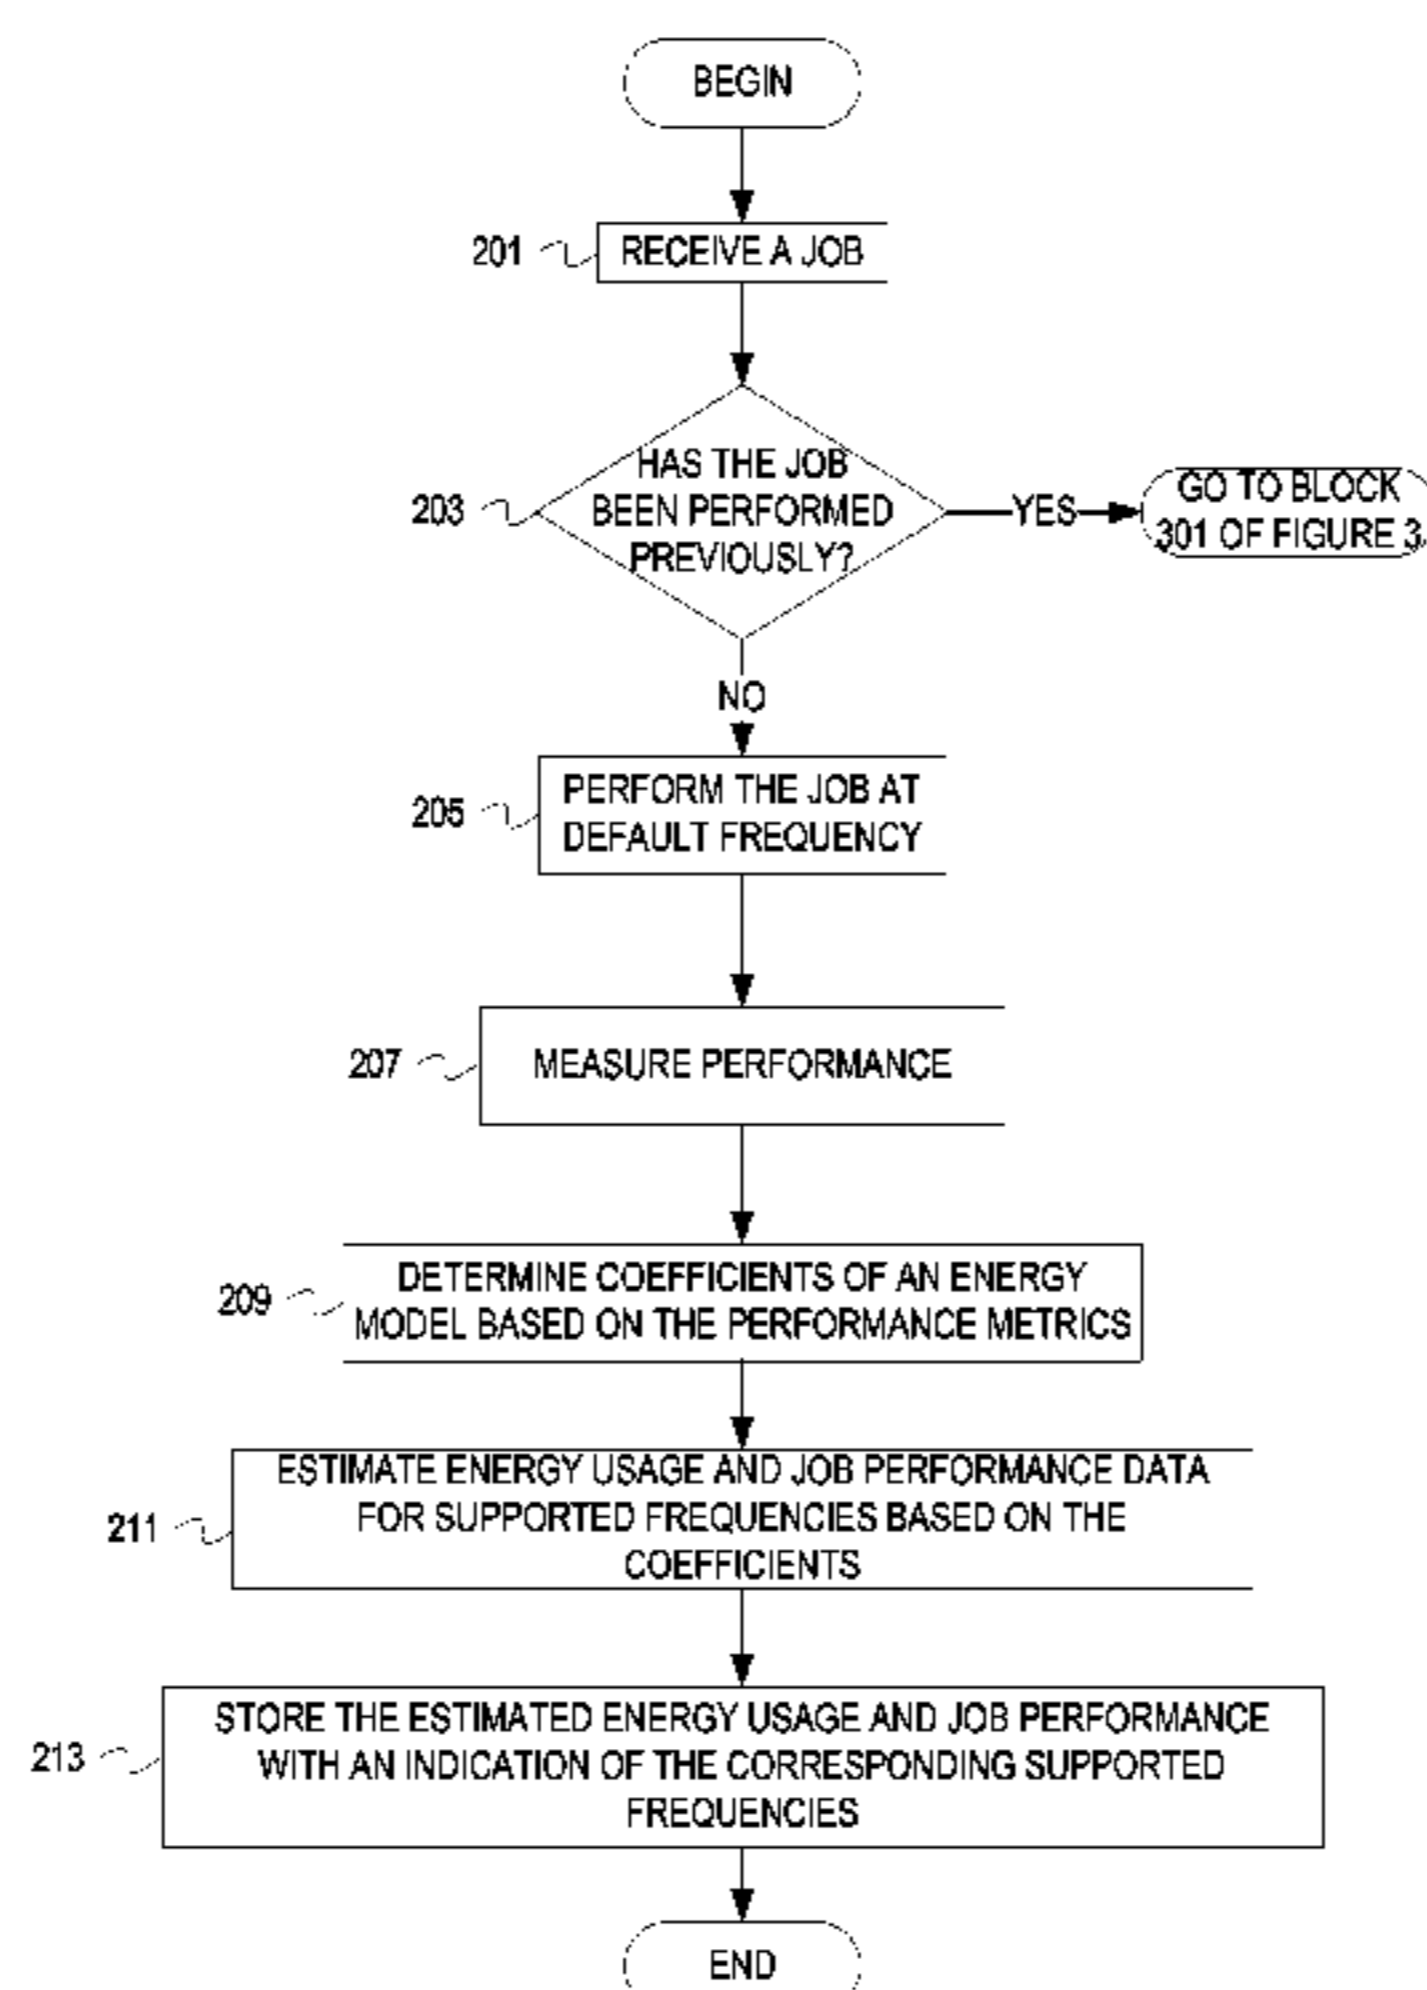 BEGIN
201
RECEIVE A JOB
HAS THE JOB
BEEN PERFORMED
PREVIOUSLY?
203
YES
GO TO BLOCK
301 OF FIGURE 3
NO
205
PERFORM THE JOB AT
DEFAULT FREQUENCY
207
MEASURE PERFORMANCE
209
DETERMINE COEFFICIENTS OF AN ENERGY
MODEL BASED ON THE PERFORMANCE METRICS
211
ESTIMATE ENERGY USAGE AND JOB PERFORMANCE DATA
FOR SUPPORTED FREQUENCIES BASED ON THE
COEFFICIENTS
213
STORE THE ESTIMATED ENERGY USAGE AND JOB PERFORMANCE
WITH AN INDICATION OF THE CORRESPONDING SUPPORTED
FREQUENCIES
END